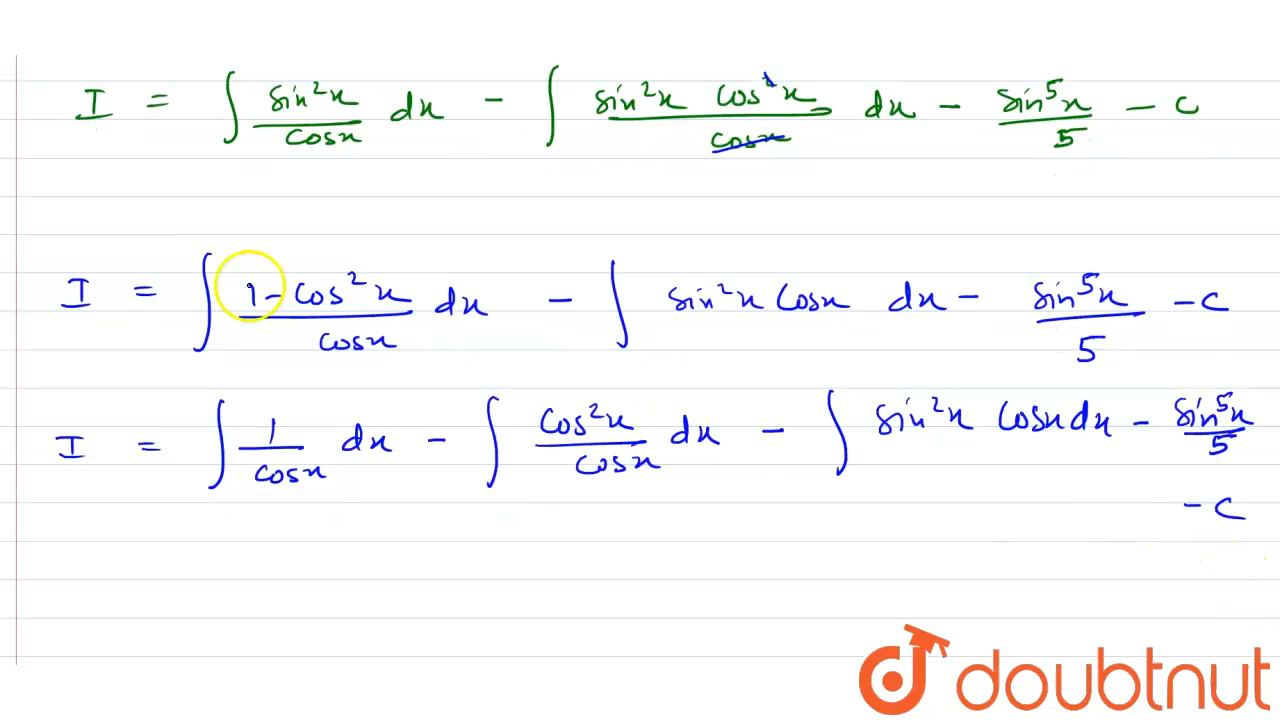 I = ∫ sin²x/cosx dx − ∫ sin²x cos²x/cosx dx − sin⁵x/5 − c
I = ∫ 1−cos²x/cosx dx − ∫ sin²x cosx dx − sin⁵x/5 − c
I = ∫ 1/cosx dx − ∫ cos²x/cosx dx − ∫ sin²x cosx dx − sin⁵x/5
− c
doubtnut